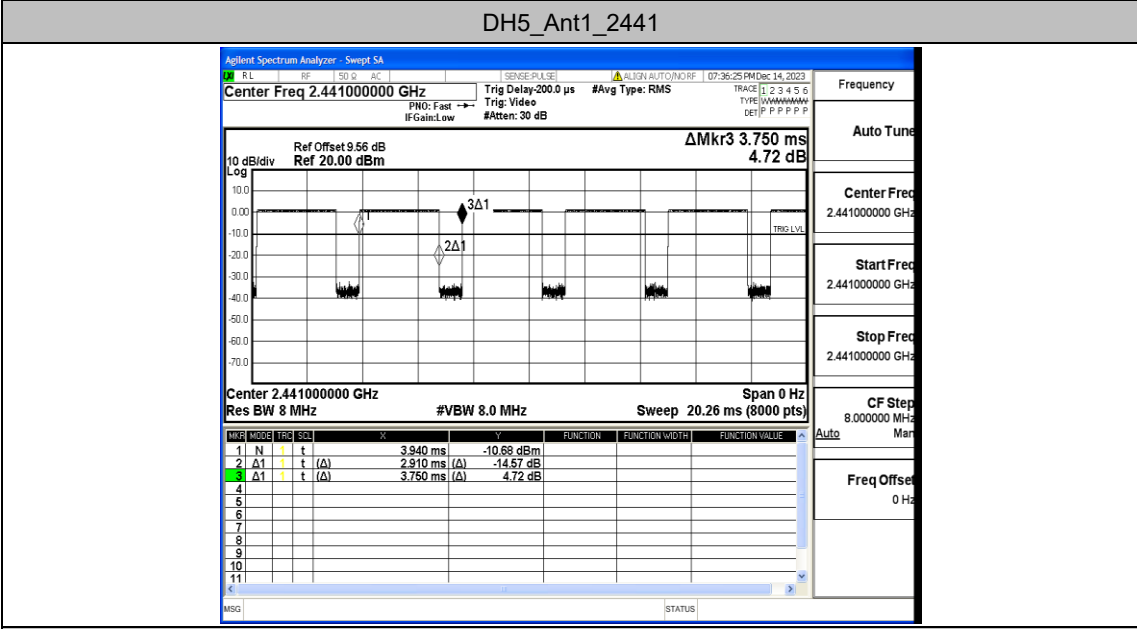 DH5_Ant1_2441
Agilent Spectrum Analyzer - Swept SA
RL RF 50 Ω AC SENSE:PULSE ALIGN AUTO/NO RF 07:36:25 PM Dec 14, 2023
Center Freq 2.441000000 GHz
PNO: Fast
IFGain:Low
Trig Delay-200.0 µs
Trig: Video
#Atten: 30 dB
#Avg Type: RMS
TRACE 1 2 3 4 5 6
TYPE WWWWWW
DET P P P P P P
ΔMkr3 3.750 ms
4.72 dB
Ref Offset 9.56 dB
10 dB/div Ref 20.00 dBm
Log
10.0
0.00
-10.0
-20.0
-30.0
-40.0
-50.0
-60.0
-70.0
1
3Δ1
2Δ1
TRIG LVL
Center 2.441000000 GHz Span 0 Hz
Res BW 8 MHz #VBW 8.0 MHz Sweep 20.26 ms (8000 pts)
MKR MODE TRC SCL X Y FUNCTION FUNCTION WIDTH FUNCTION VALUE
1 N 1 t 3.940 ms -10.68 dBm
2 Δ1 1 t (Δ) 2.910 ms (Δ) -14.57 dB
3 Δ1 1 t (Δ) 3.750 ms (Δ) 4.72 dB
4
5
6
7
8
9
10
11
MSG STATUS
Frequency
Auto Tune
Center Freq
2.441000000 GHz
Start Freq
2.441000000 GHz
Stop Freq
2.441000000 GHz
CF Step
8.000000 MHz
Auto Man
Freq Offset
0 Hz